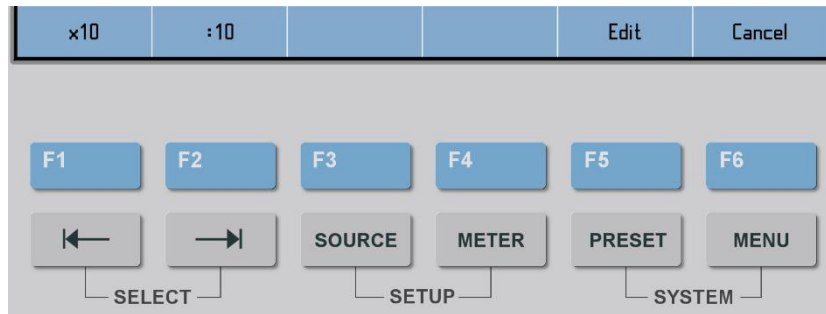 x10 :10 Edit Cancel
F1 F2 F3 F4 F5 F6
SOURCE METER PRESET MENU
SELECT SETUP SYSTEM